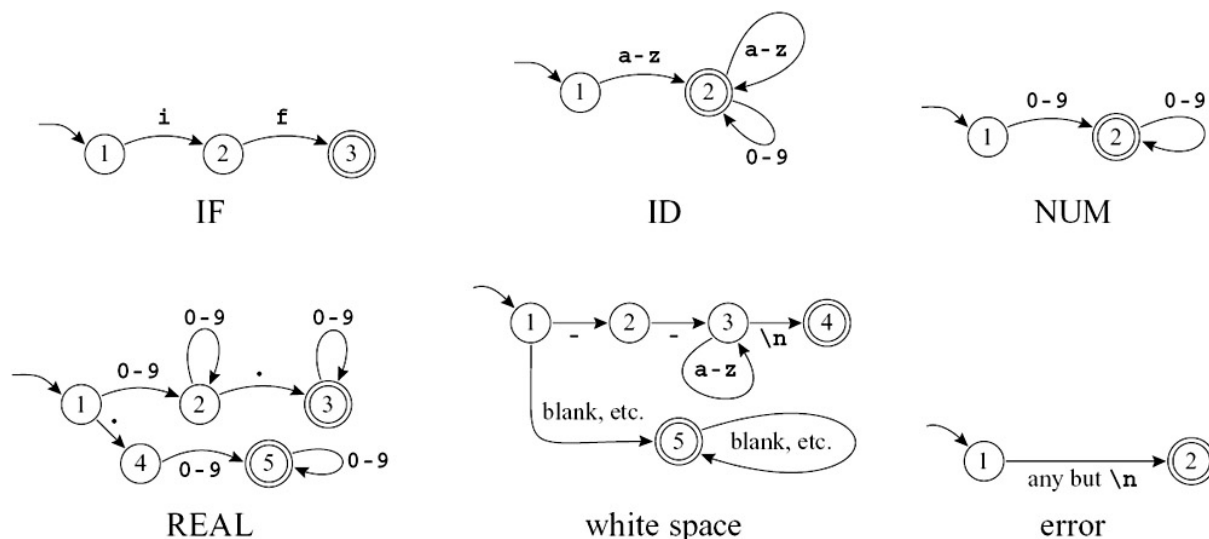 i f
1 2 3
IF
a-z a-z
1 2
0-9
ID
0-9 0-9
1 2
NUM
0-9 0-9
0-9 .
1 2 3
.
4 0-9 5 0-9
REAL
1 - 2 - 3 \n 4
a-z
blank, etc.
5 blank, etc.
white space
1 2
any but \n
error